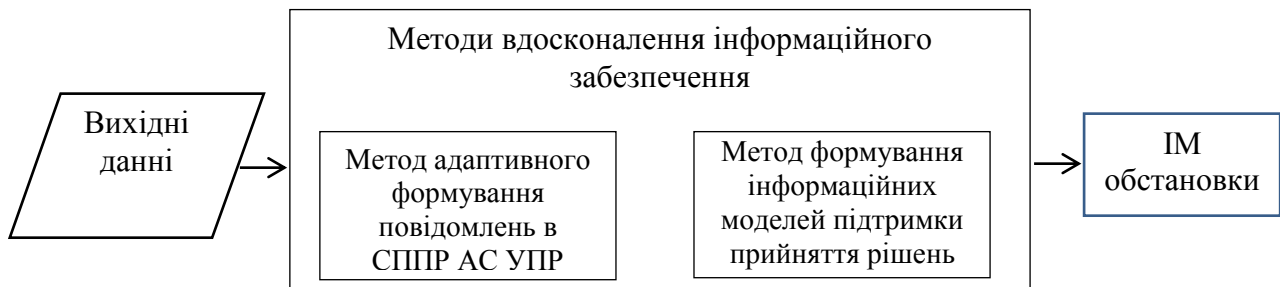 Методи вдосконалення інформаційного
забезпечення
Вихідні
данні
Метод адаптивного
формування
повідомлень в
СППР АС УПР
Метод формування
інформаційних
моделей підтримки
прийняття рішень
ІМ
обстановки